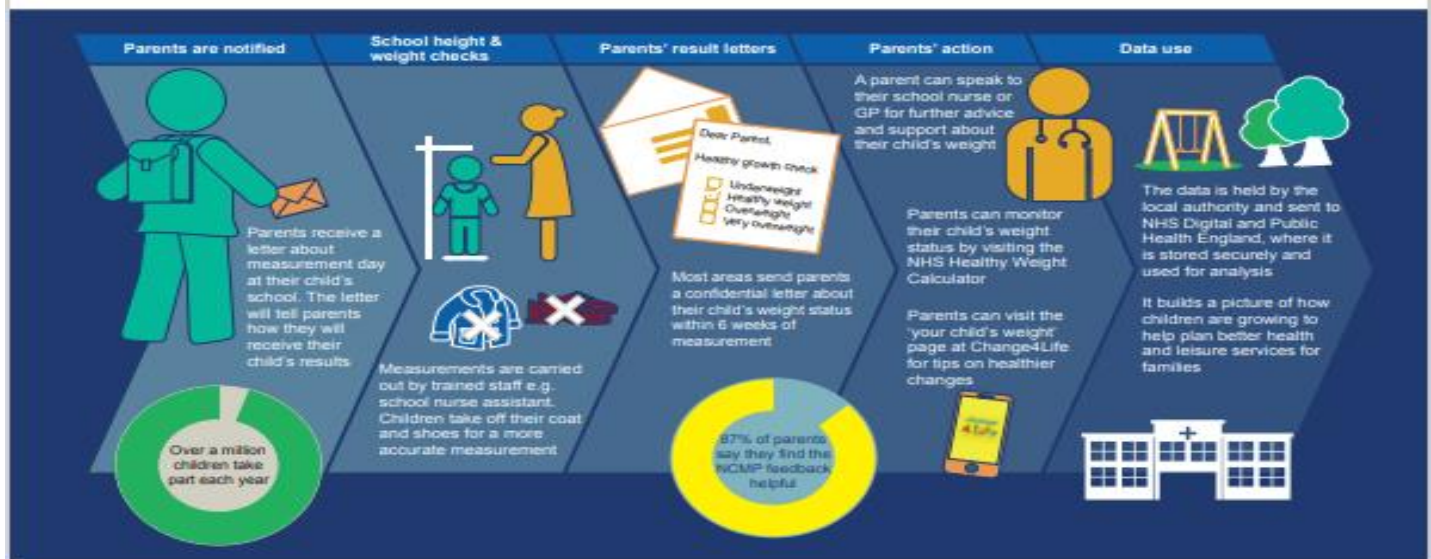 Parents are notified
School height &
weight checks
Parents' result letters
Parents' action
Data use
Parents receive a
letter about
measurement day
at their child's
school. The letter
will tell parents
how they will
receive their
child's results
Over a million
children take
part each year
Measurements are carried
out by trained staff e.g.
school nurse assistant.
Children take off their coat
and shoes for a more
accurate measurement
Dear Parent,
Healthy growth check
Underweight
Healthy weight
Overweight
Very overweight
Most areas send parents
a confidential letter about
their child's weight status
within 6 weeks of
measurement
87% of parents
say they find the
NCMP feedback
helpful
A parent can speak to
their school nurse or
GP for further advice
and support about
their child's weight
Parents can monitor
their child's weight
status by visiting the
NHS Healthy Weight
Calculator
Parents can visit the
'your child's weight'
page at Change4Life
for tips on healthier
changes
4Life
The data is held by the
local authority and sent to
NHS Digital and Public
Health England, where it
is stored securely and
used for analysis
It builds a picture of how
children are growing to
help plan better health
and leisure services for
families